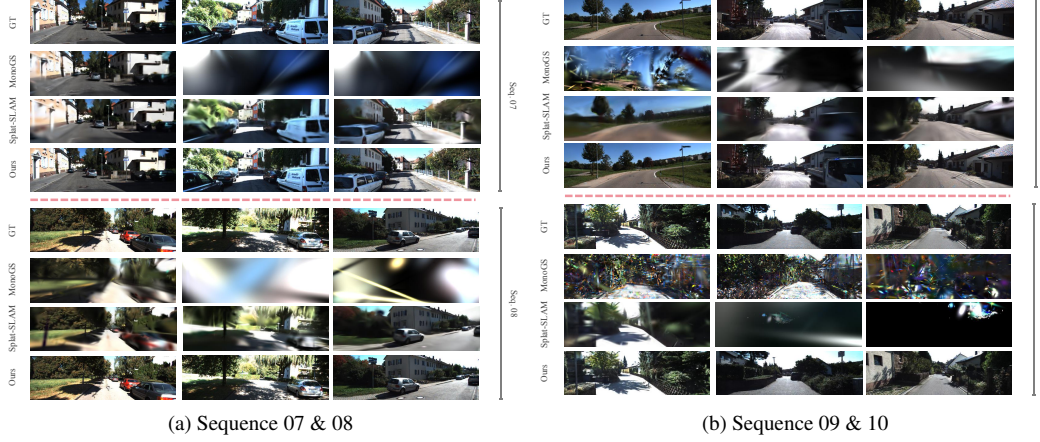 GT
MonoGS
Splat-SLAM
Ours
Seq. 07
GT
MonoGS
Splat-SLAM
Ours
Seq. 08
(a) Sequence 07 & 08
GT
MonoGS
Splat-SLAM
Ours
GT
MonoGS
Splat-SLAM
Ours
(b) Sequence 09 & 10